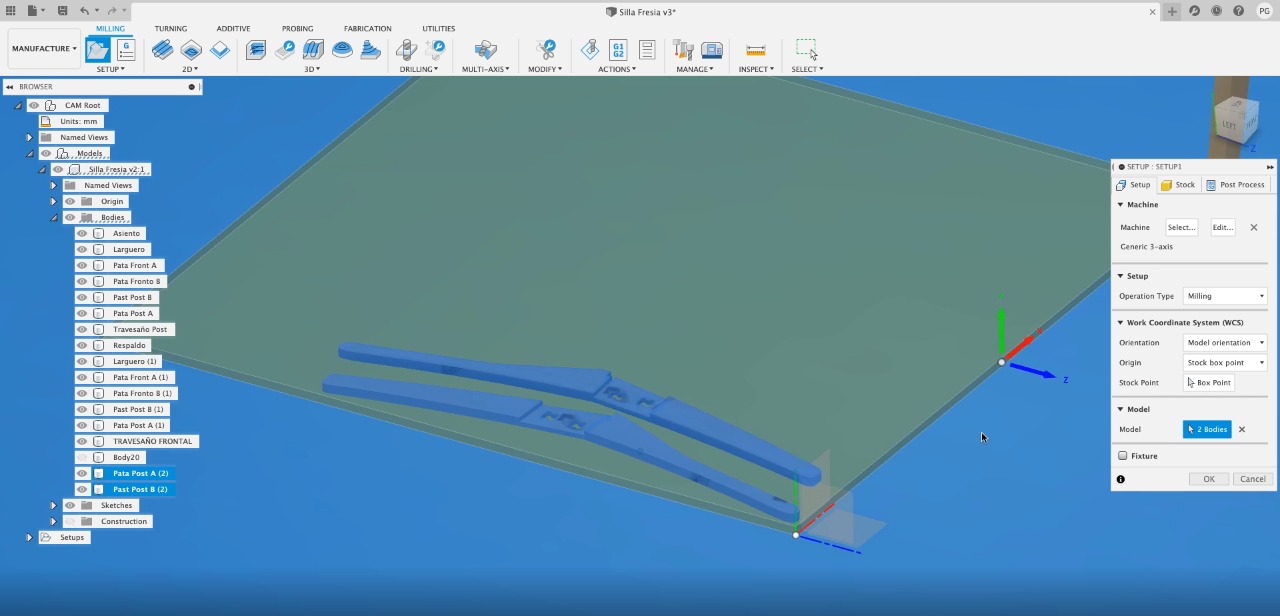 Silla Fresia v3*
PG
MILLING TURNING ADDITIVE PROBING FABRICATION UTILITIES
MANUFACTURE
G
G1
G2
SETUP 2D 3D DRILLING MULTI-AXIS MODIFY ACTIONS MANAGE INSPECT SELECT
BROWSER
CAM Root
Units: mm
Named Views
Models
Silla Fresia v2:1
Named Views
Origin
Bodies
Asiento
Larguero
Pata Front A
Pata Fronto B
Past Post B
Pata Post A
Travesaño Post
Respaldo
Larguero (1)
Pata Front A (1)
Pata Fronto B (1)
Past Post B (1)
Pata Post A (1)
TRAVESAÑO FRONTAL
Body20
Pata Post A (2)
Past Post B (2)
Sketches
Construction
Setups
X
Z
LEFT
Z
SETUP : SETUP1
Setup Stock Post Process
Machine
Machine Select... Edit...
Generic 3-axis
Setup
Operation Type Milling
Work Coordinate System (WCS)
Orientation Model orientation
Origin Stock box point
Stock Point Box Point
Model
Model 2 Bodies
Fixture
OK Cancel